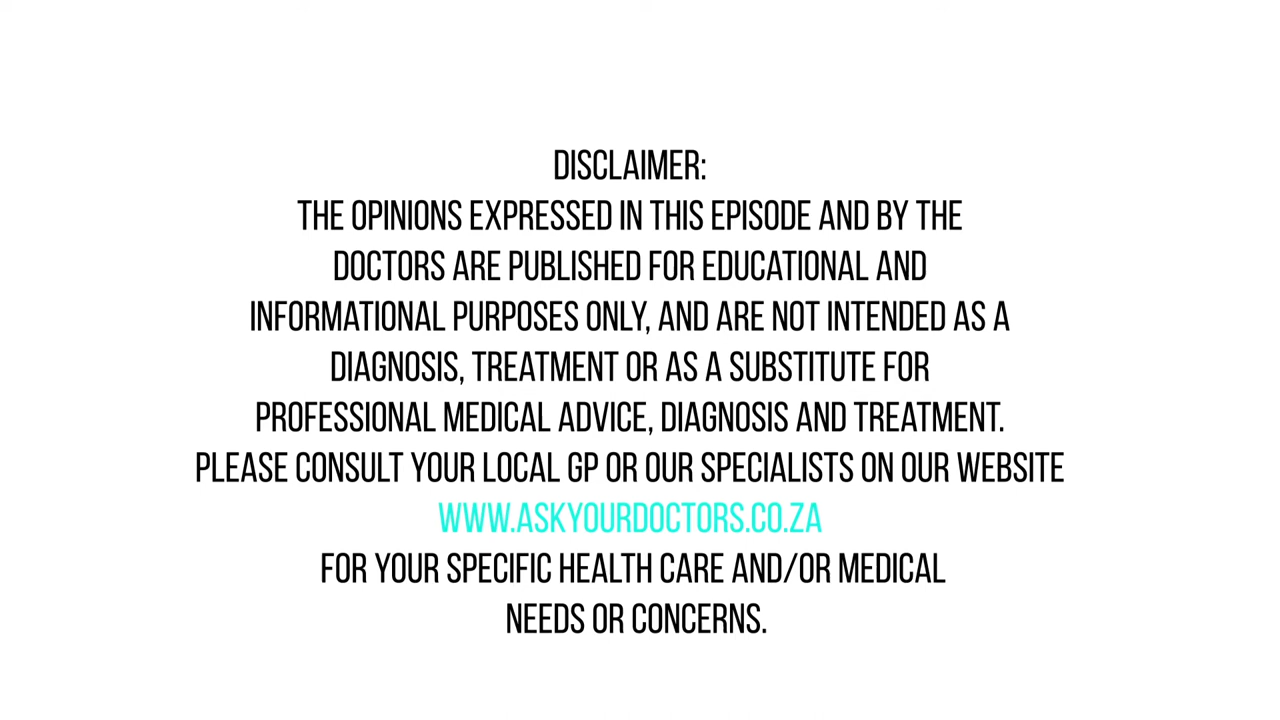 DISCLAIMER:
THE OPINIONS EXPRESSED IN THIS EPISODE AND BY THE
DOCTORS ARE PUBLISHED FOR EDUCATIONAL AND
INFORMATIONAL PURPOSES ONLY, AND ARE NOT INTENDED AS A
DIAGNOSIS, TREATMENT OR AS A SUBSTITUTE FOR
PROFESSIONAL MEDICAL ADVICE, DIAGNOSIS AND TREATMENT.
PLEASE CONSULT YOUR LOCAL GP OR OUR SPECIALISTS ON OUR WEBSITE
WWW.ASKYOURDOCTORS.CO.ZA
FOR YOUR SPECIFIC HEALTH CARE AND/OR MEDICAL
NEEDS OR CONCERNS.